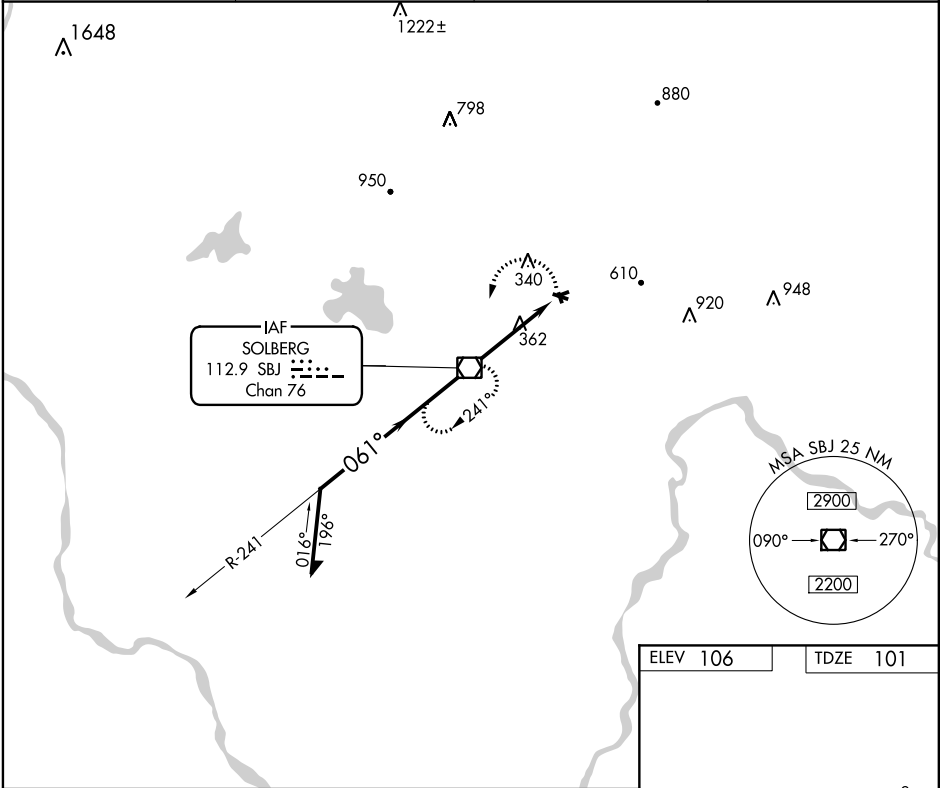 1648
1222±
798
880
950
340
610
920
948
362
IAF
SOLBERG
112.9 SBJ
Chan 76
241°
061°
R-241
016°
196°
MSA SBJ 25 NM
2900
090°
270°
2200
ELEV 106
TDZE 101